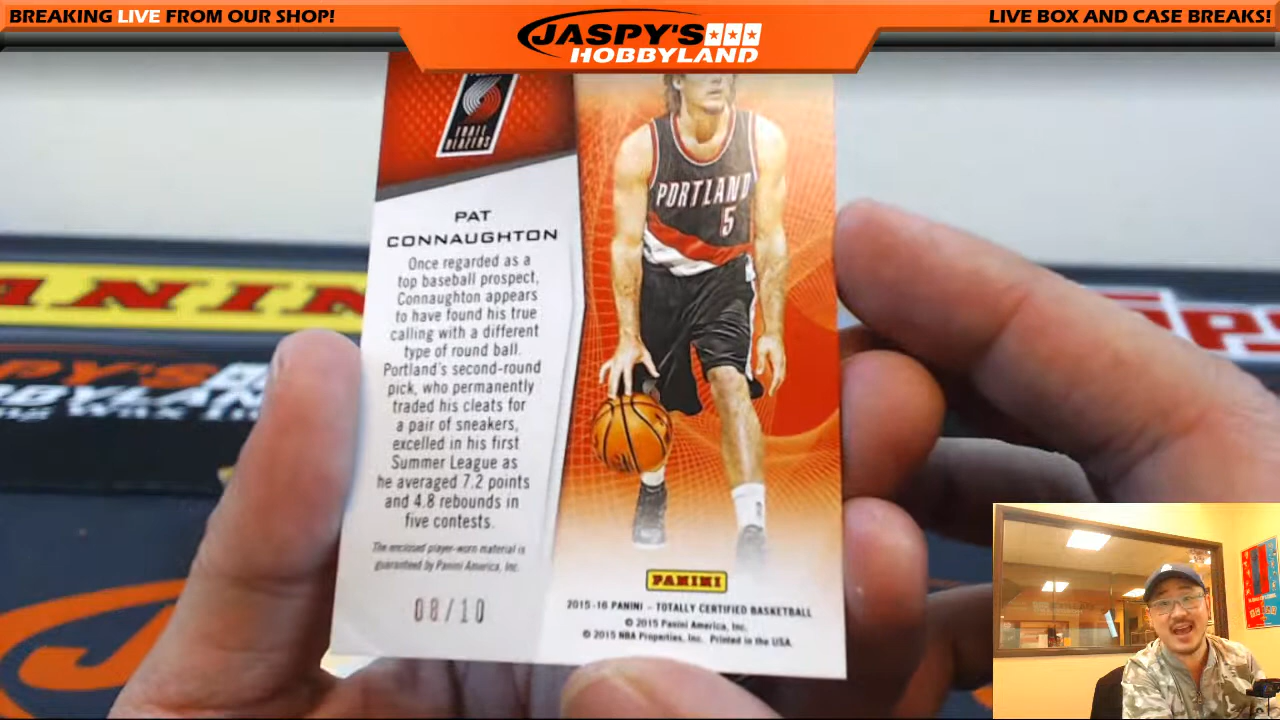 BREAKING LIVE FROM OUR SHOP!
JASPY'S
HOBBYLAND
LIVE BOX AND CASE BREAKS!
TRAIL
BLAZERS
PORTLAND
5
PAT
CONNAUGHTON
Once regarded as a
top baseball prospect,
Connaughton appears
to have found his true
calling with a different
type of round ball.
Portland's second-round
pick, who permanently
traded his cleats for
a pair of sneakers,
excelled in his first
Summer League as
he averaged 7.2 points
and 4.8 rebounds in
five contests.
The enclosed player-worn material is
guaranteed by Panini America, Inc.
08/10
PANINI
2015-16 PANINI - TOTALLY CERTIFIED BASKETBALL
© 2015 Panini America, Inc.
© 2015 NBA Properties, Inc. Printed in the USA.